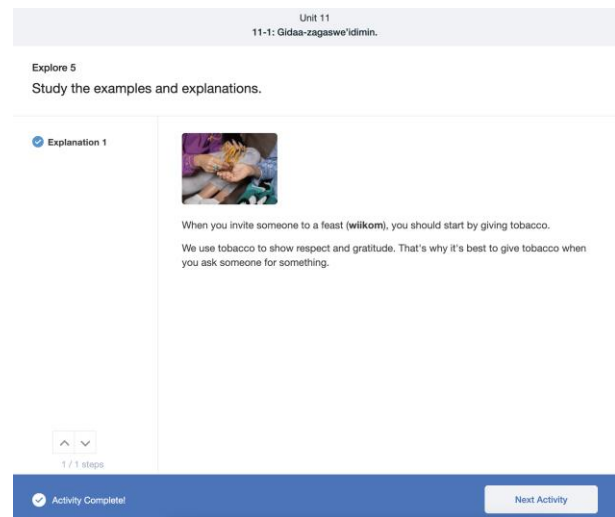 Unit 11
11-1: Gidaa-zagaswe'idimin.
Explore 5
Study the examples and explanations.
Explanation 1
When you invite someone to a feast (wiikom), you should start by giving tobacco.
We use tobacco to show respect and gratitude. That's why it's best to give tobacco when
you ask someone for something.
1 / 1 steps
Activity Complete!
Next Activity